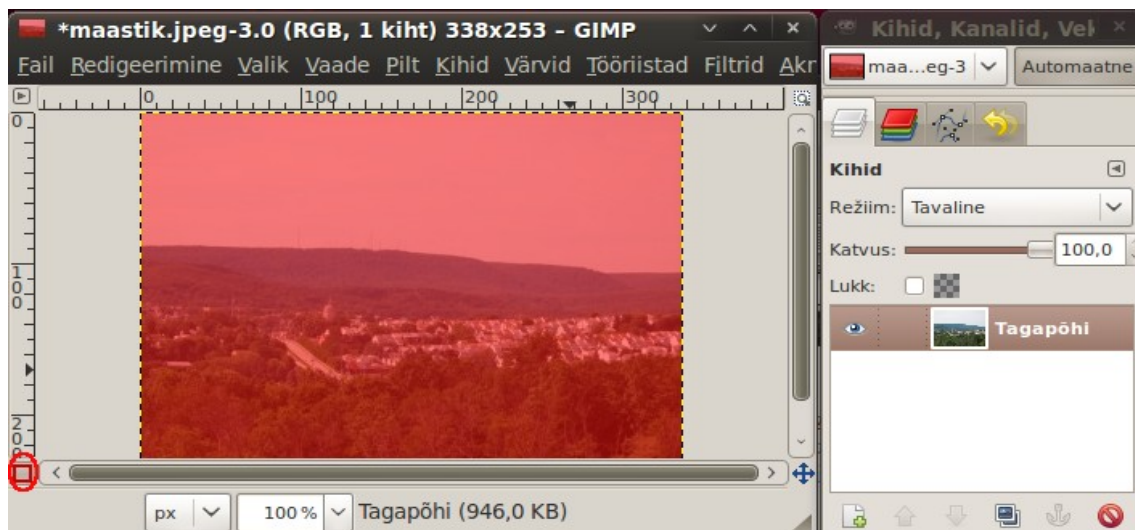 *maastik.jpeg-3.0 (RGB, 1 kiht) 338x253 – GIMP
Fail Redigeerimine Valik Vaade Pilt Kihid Värvid Tööriistad Filtrid Akr
0 100 200 300
0
100
200
px 100 % Tagapõhi (946,0 KB)
Kihid, Kanalid, Vek
maa...eg-3 Automaatne
Kihid
Režiim: Tavaline
Katvus: 100,0
Lukk:
Tagapõhi